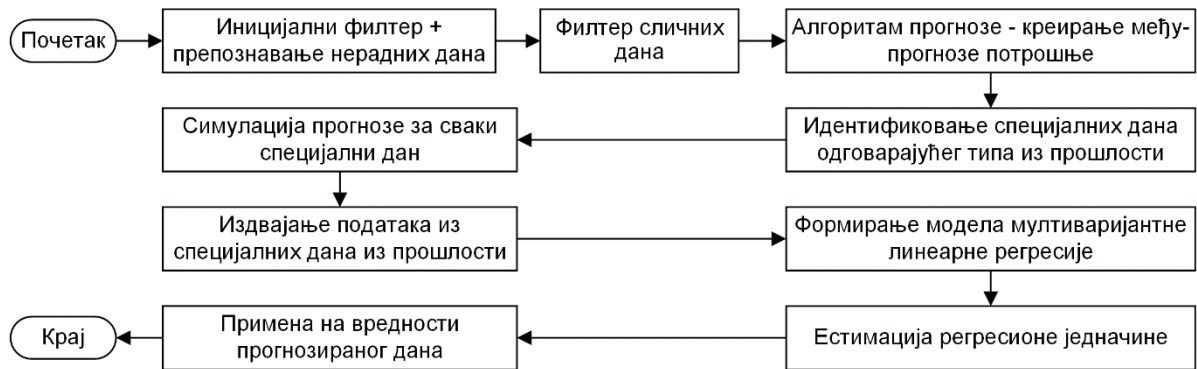 Почетак
Иницијални филтер +
препознавање нерадних дана
Филтер сличних
дана
Алгоритам прогнозе - креирање међу-
прогнозе потрошње
Идентификовање специјалних дана
одговарајућег типа из прошлости
Симулација прогнозе за сваки
специјални дан
Издвајање података из
специјалних дана из прошлости
Формирање модела мултиваријантне
линеарне регресије
Естимација регресионе једначине
Примена на вредности
прогнозираног дана
Крај